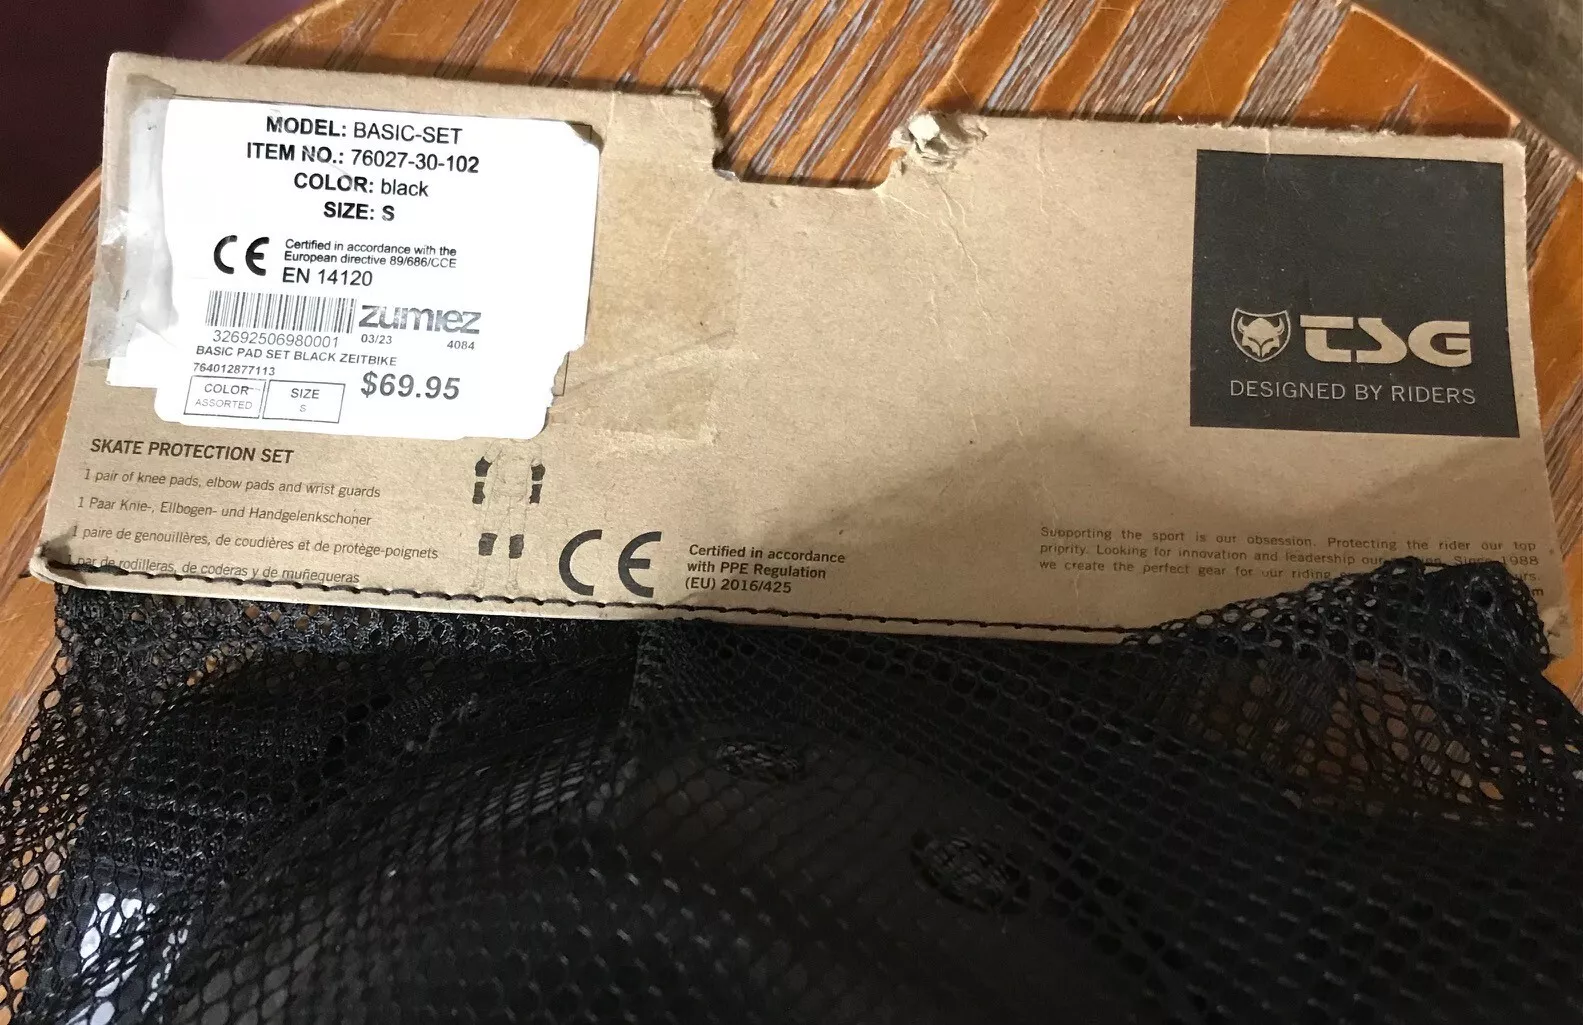 MODEL: BASIC-SET
ITEM NO.: 76027-30-102
COLOR: black
SIZE: S
CE
Certified in accordance with the
European directive 89/686/CCE
EN 14120
zumiez
32692506980001 03/23 4084
BASIC PAD SET BLACK ZEITBIKE
764012877113
COLOR
ASSORTED
SIZE
S
$69.95
TSG
DESIGNED BY RIDERS
SKATE PROTECTION SET
1 pair of knee pads, elbow pads and wrist guards
1 Paar Knie-, Ellbogen- und Handgelenkschoner
1 paire de genouillères, de coudières et de protège-poignets
par de rodilleras, de coderas y de muñequeras
CE
Certified in accordance
with PPE Regulation
(EU) 2016/425
Supporting the sport is our obsession. Protecting the rider our top
priprity. Looking for innovation and leadership our Since 1988
we create the perfect gear for our riding